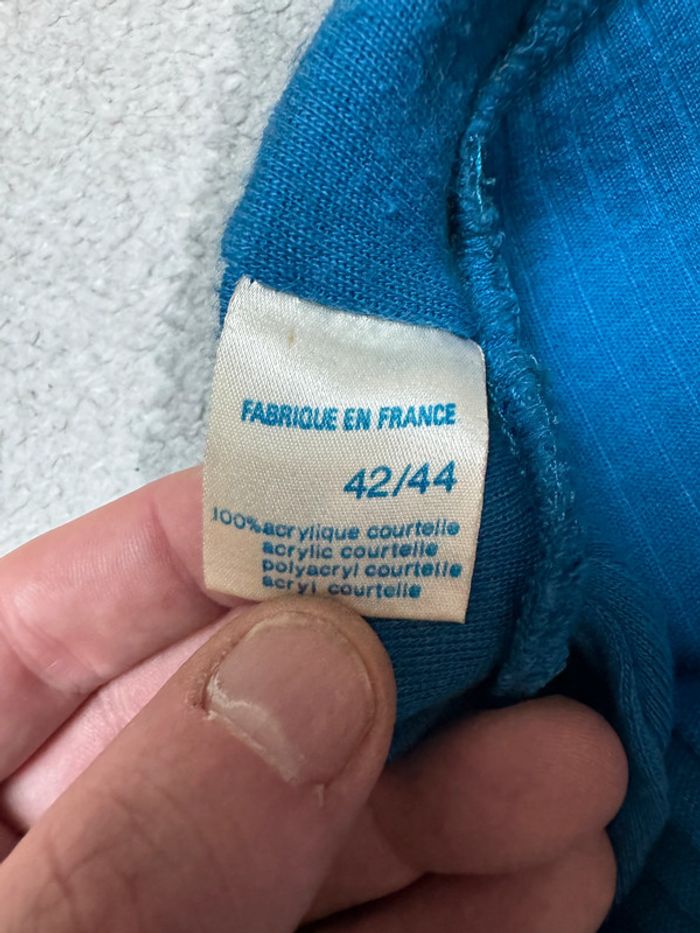 FABRIQUE EN FRANCE
42/44
100% acrylique courtelle
acrylic courtelle
polyacryl courtelle
acryl courtelle